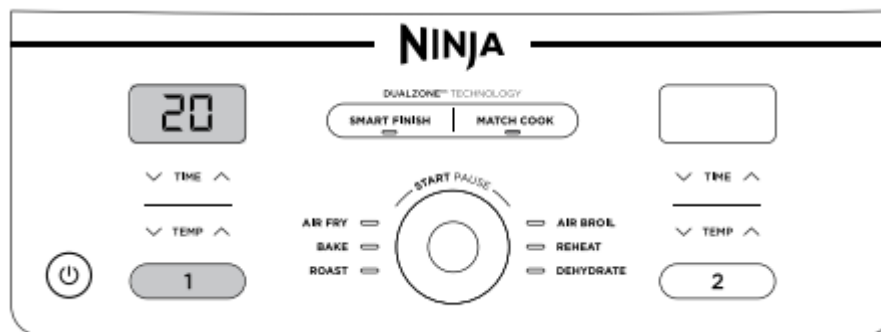 NINJA
DUALZONE™ TECHNOLOGY
SMART FINISH
MATCH COOK
20
TIME
TIME
START PAUSE
TEMP
TEMP
AIR FRY
AIR BROIL
BAKE
REHEAT
ROAST
DEHYDRATE
1
2